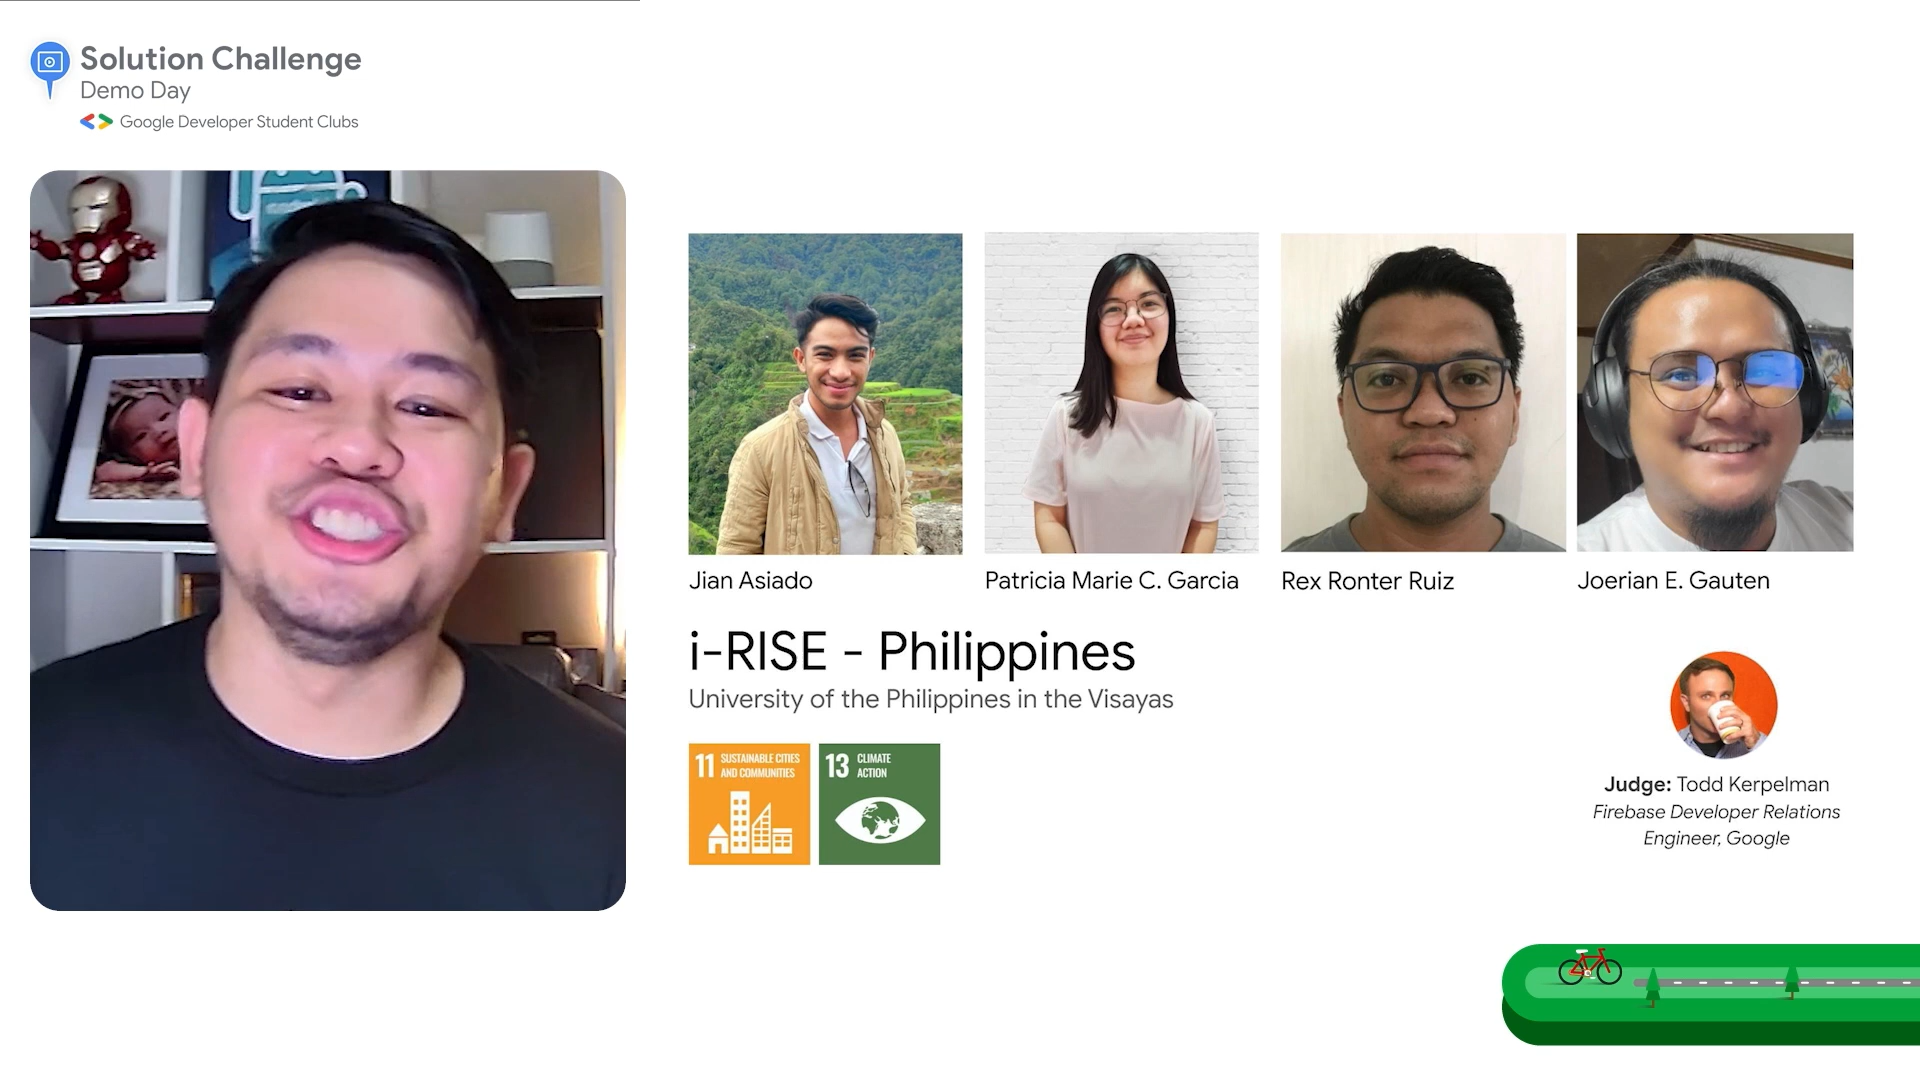 Solution Challenge
Demo Day
Google Developer Student Clubs
Jian Asiado
Patricia Marie C. Garcia
Rex Ronter Ruiz
Joerian E. Gauten
i-RISE - Philippines
University of the Philippines in the Visayas
11 SUSTAINABLE CITIES
AND COMMUNITIES
13 CLIMATE
ACTION
Judge: Todd Kerpelman
Firebase Developer Relations
Engineer, Google